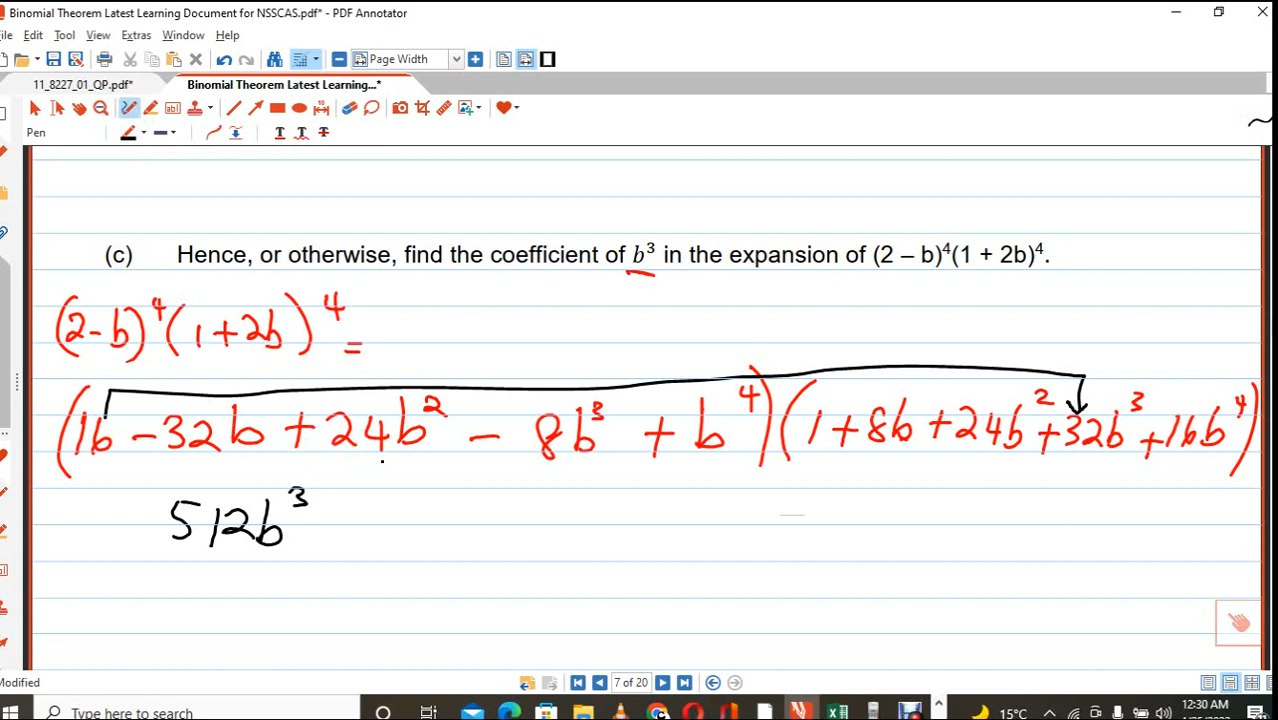 Binomial Theorem Latest Learning Document for NSSCAS.pdf* - PDF Annotator
ile Edit Tool View Extras Window Help
Page Width
11_8227_01_QP.pdf* Binomial Theorem Latest Learning...*
Pen
(c) Hence, or otherwise, find the coefficient of b³ in the expansion of (2 – b)⁴(1 + 2b)⁴.
(2-b)⁴(1+2b)⁴ =
(16 -32b +24b² - 8b³ + b⁴)(1+8b+24b²+32b³+16b⁴)
512b³
Modified 7 of 20
Type here to search 15°C 12:30 AM